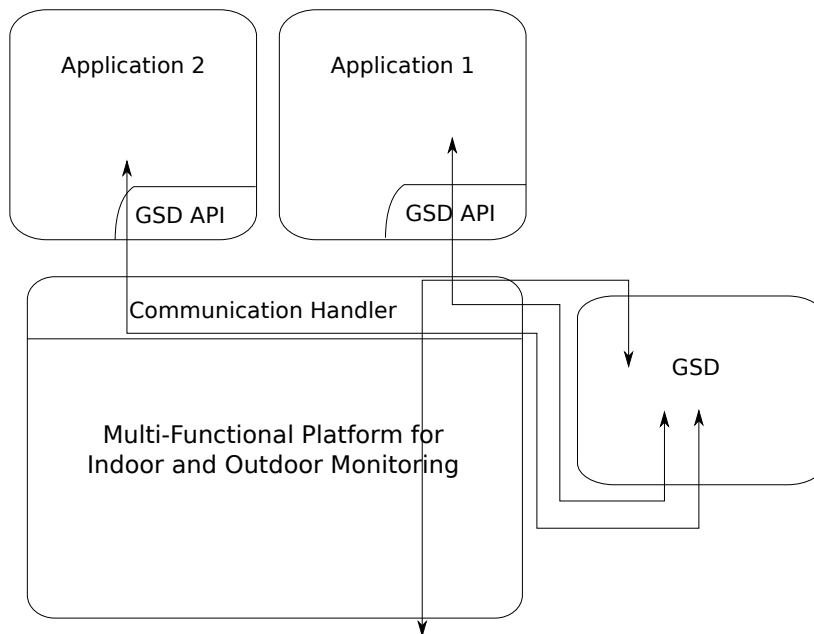 Application 2
Application 1
GSD API
GSD API
Communication Handler
GSD
Multi-Functional Platform for
Indoor and Outdoor Monitoring